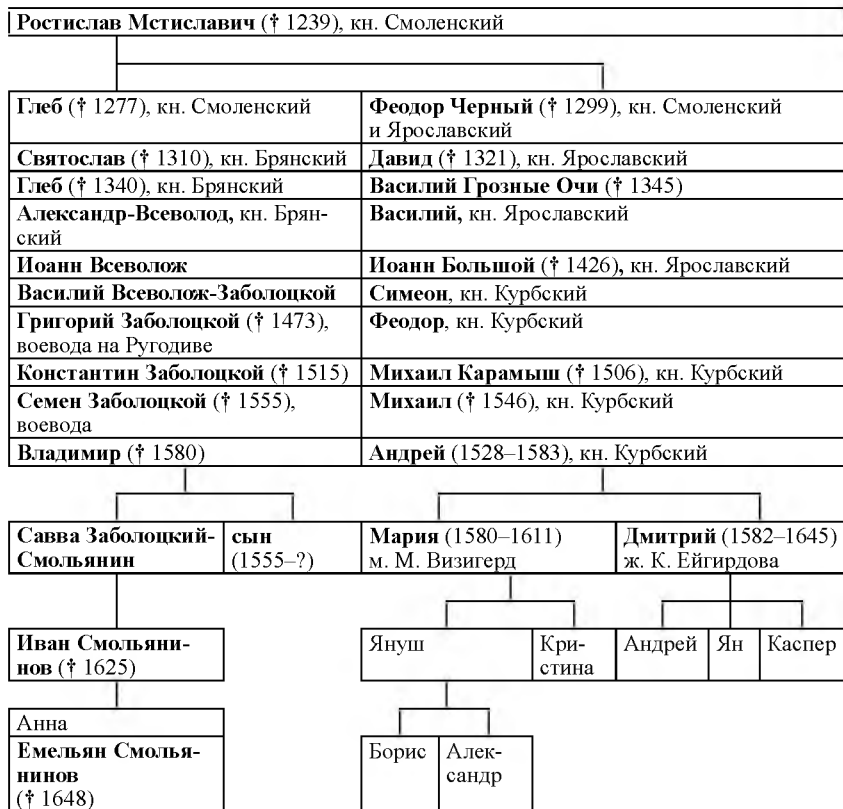 Ростислав Мстиславич († 1239), кн. Смоленский
Глеб († 1277), кн. Смоленский
Феодор Черный († 1299), кн. Смоленский
и Ярославский
Святослав († 1310), кн. Брянский
Давид († 1321), кн. Ярославский
Глеб († 1340), кн. Брянский
Василий Грозные Очи († 1345)
Александр-Всеволод, кн. Брян-
ский
Василий, кн. Ярославский
Иоанн Всеволож
Иоанн Большой († 1426), кн. Ярославский
Василий Всеволож-Заболоцкой
Симеон, кн. Курбский
Григорий Заболоцкой († 1473),
воевода на Ругодиве
Феодор, кн. Курбский
Константин Заболоцкой († 1515)
Михаил Карамыш († 1506), кн. Курбский
Семен Заболоцкой († 1555),
воевода
Михаил († 1546), кн. Курбский
Владимир († 1580)
Андрей (1528–1583), кн. Курбский
Савва Заболоцкий-
Смольянин
сын
(1555–?)
Мария (1580–1611)
м. М. Визигерд
Дмитрий (1582–1645)
ж. К. Ейгирдова
Иван Смольяни-
нов († 1625)
Януш
Кри-
стина
Андрей
Ян
Каспер
Анна
Емельян Смолья-
нинов
(† 1648)
Борис
Алек-
сандр